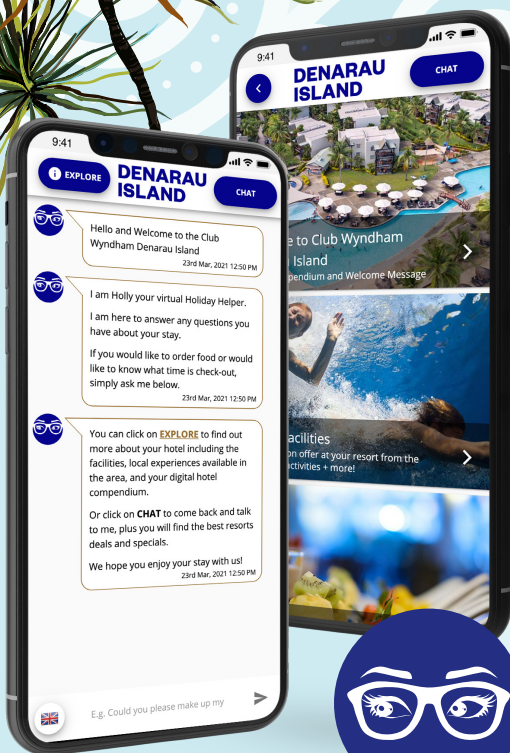 9:41
EXPLORE
DENARAU
ISLAND
CHAT
Hello and Welcome to the Club
Wyndham Denarau Island
23rd Mar, 2021 12:50 PM
I am Holly your virtual Holiday Helper.
I am here to answer any questions you
have about your stay.
If you would like to order food or would
like to know what time is check-out,
simply ask me below.
23rd Mar, 2021 12:50 PM
You can click on EXPLORE to find out
more about your hotel including the
facilities, local experiences available in
the area, and your digital hotel
compendium.
Or click on CHAT to come back and talk
to me, plus you will find the best resorts
deals and specials.
We hope you enjoy your stay with us!
23rd Mar, 2021 12:50 PM
E.g. Could you please make up my
9:41
DENARAU
ISLAND
CHAT
e to Club Wyndham
Island
pendium and Welcome Message
acilities
on offer at your resort from the
activities + more!